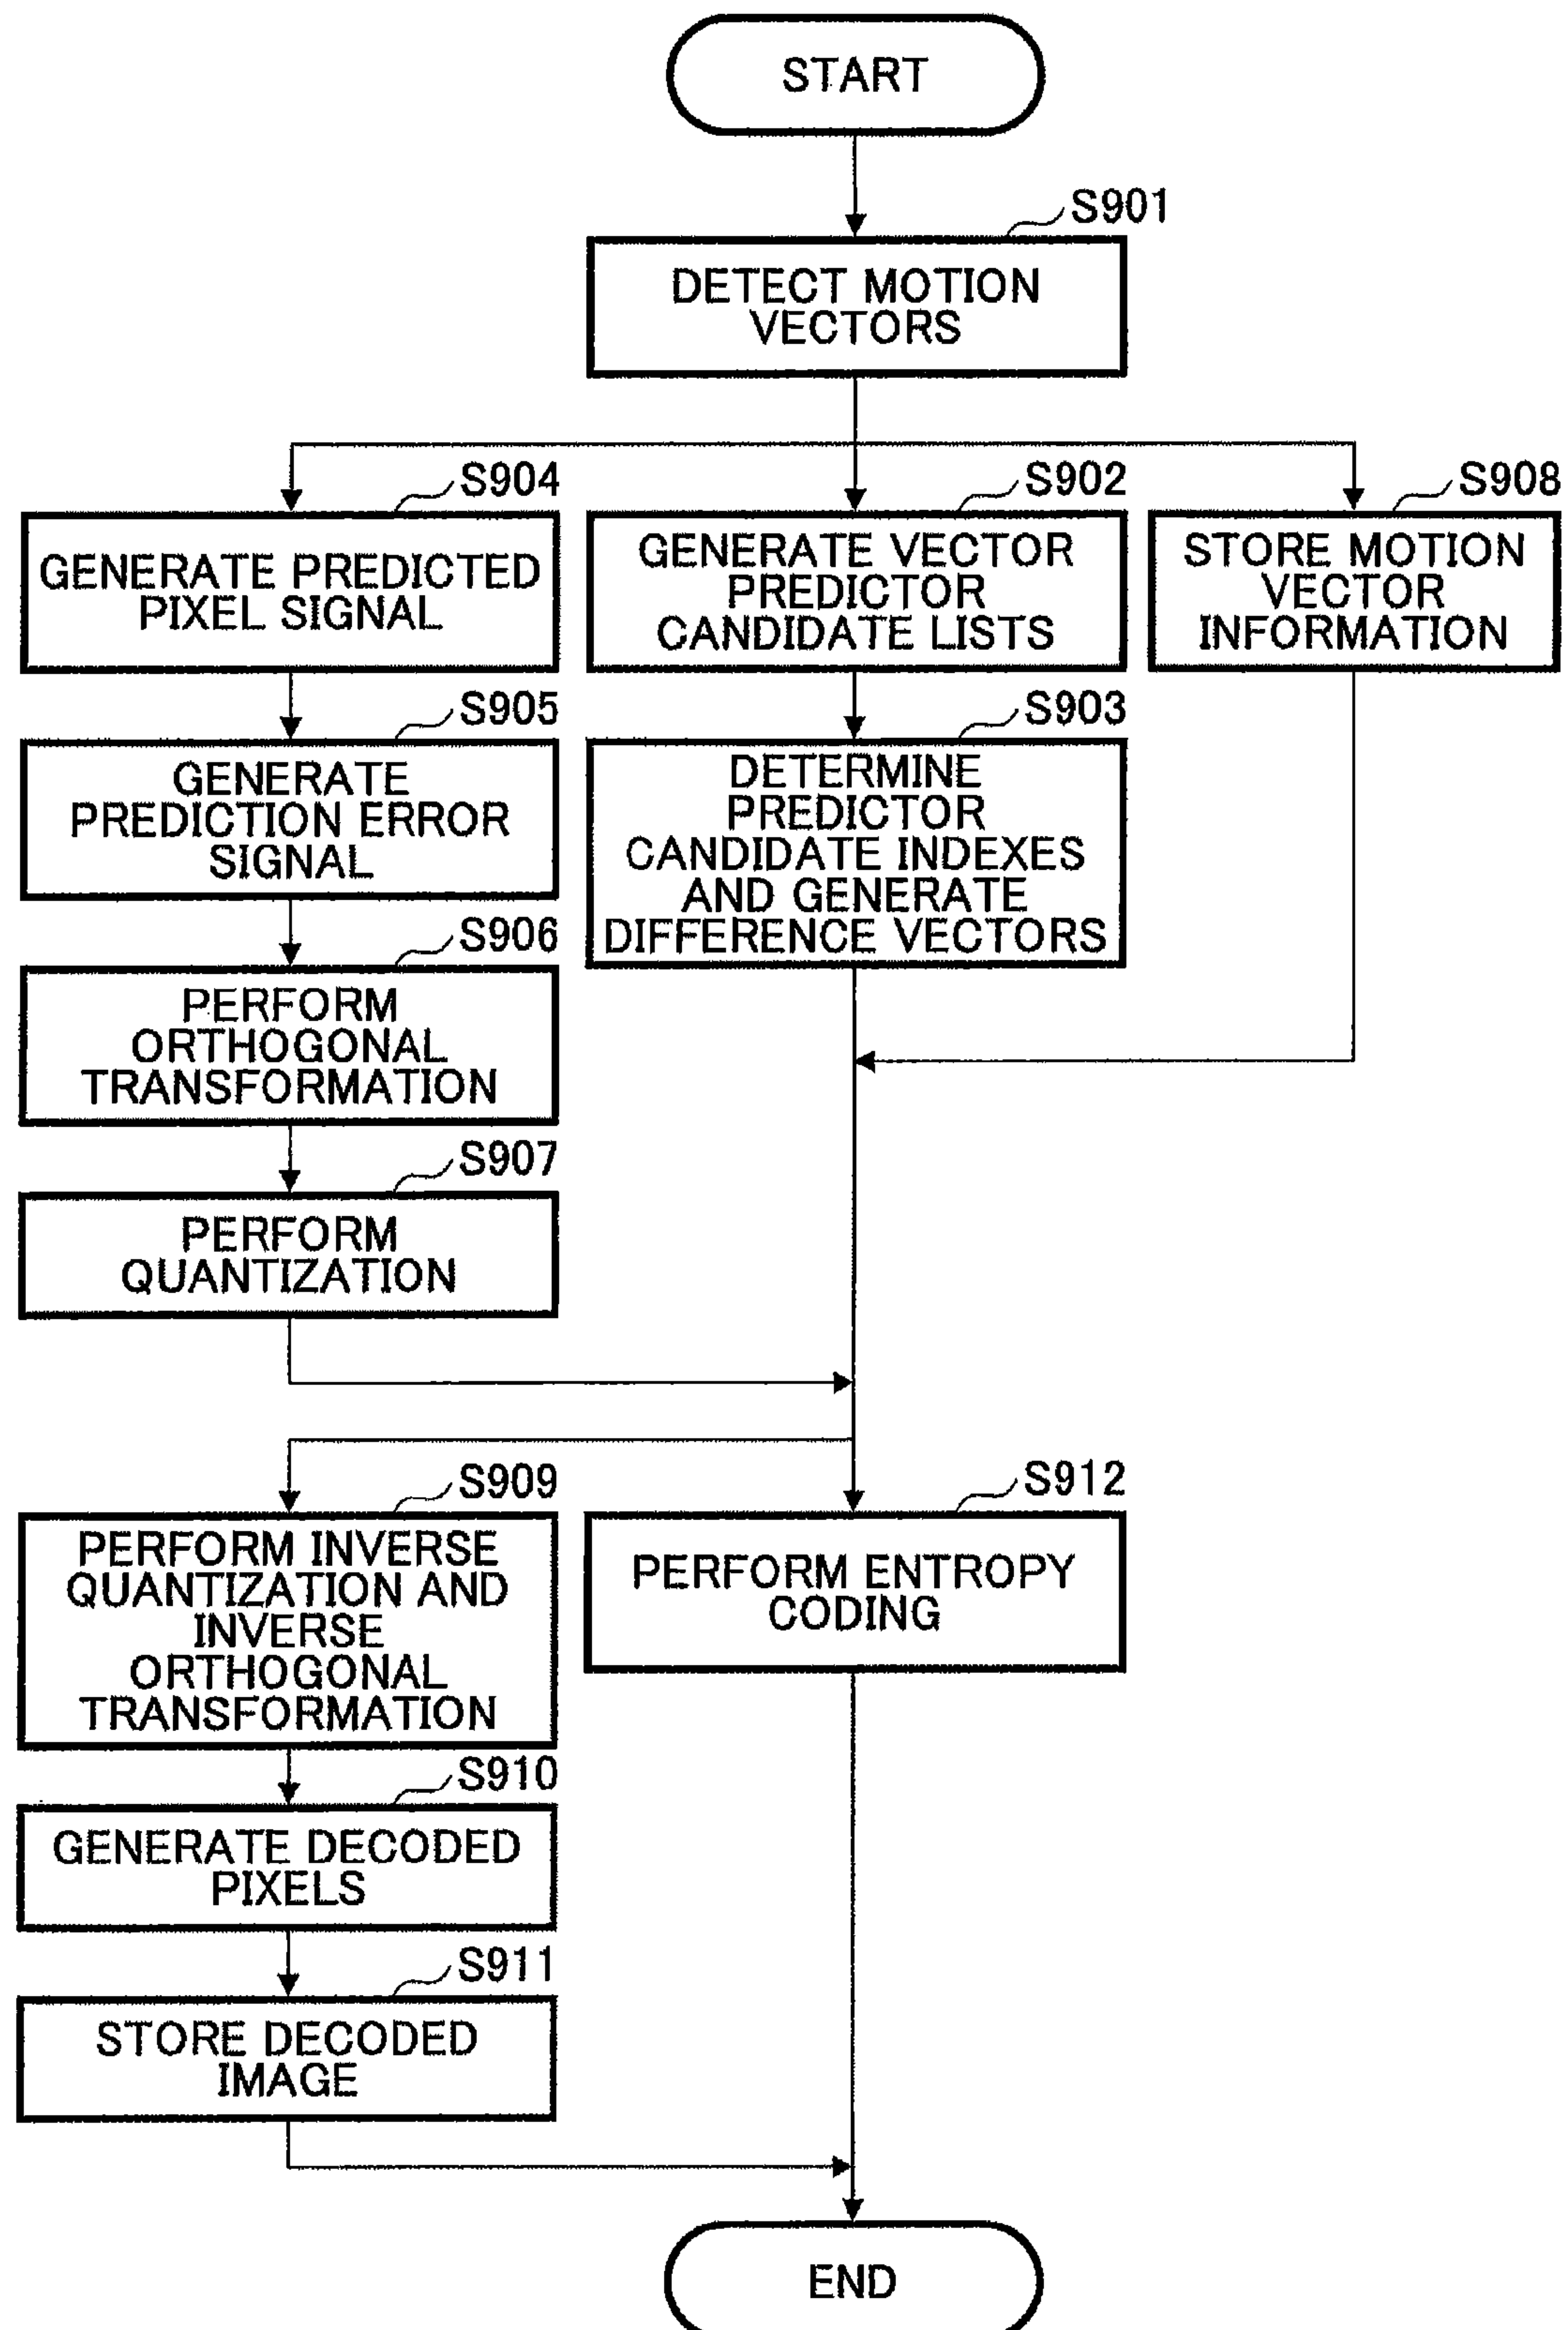 START
S901
DETECT MOTION
VECTORS
S904
GENERATE PREDICTED
PIXEL SIGNAL
S902
GENERATE VECTOR
PREDICTOR
CANDIDATE LISTS
S908
STORE MOTION
VECTOR
INFORMATION
S905
GENERATE
PREDICTION ERROR
SIGNAL
S903
DETERMINE
PREDICTOR
CANDIDATE INDEXES
AND GENERATE
DIFFERENCE VECTORS
S906
PERFORM
ORTHOGONAL
TRANSFORMATION
S907
PERFORM
QUANTIZATION
S909
PERFORM INVERSE
QUANTIZATION AND
INVERSE
ORTHOGONAL
TRANSFORMATION
S912
PERFORM ENTROPY
CODING
S910
GENERATE DECODED
PIXELS
S911
STORE DECODED
IMAGE
END